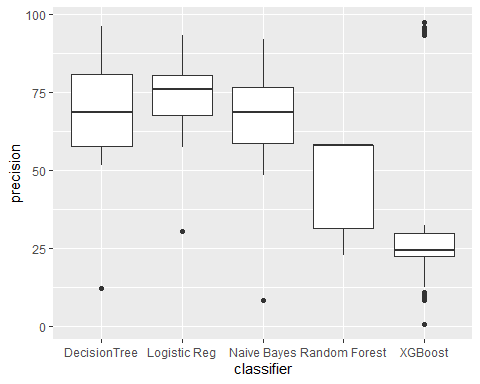 100
75
50
25
0
precision
DecisionTree Logistic Reg Naive Bayes Random Forest XGBoost
classifier